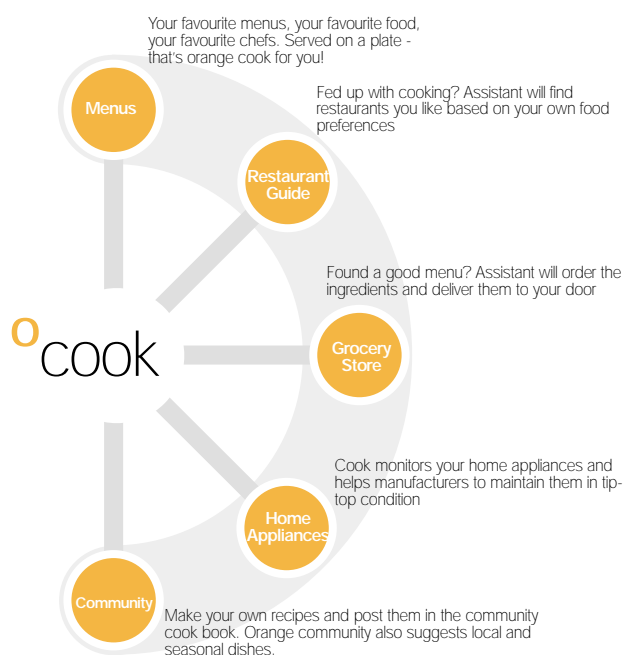 Your favourite menus, your favourite food,
your favourite chefs. Served on a plate -
that's orange cook for you!
Menus
Fed up with cooking? Assistant will find
restaurants you like based on your own food
preferences
Restaurant
Guide
Found a good menu? Assistant will order the
ingredients and deliver them to your door
Grocery
Store
ocook
Cook monitors your home appliances and
helps manufacturers to maintain them in tip-
top condition
Home
Appliances
Community
Make your own recipes and post them in the community
cook book. Orange community also suggests local and
seasonal dishes.